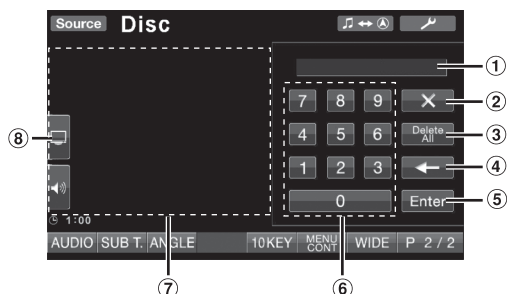 Source Disc
①
7 8 9
②
4 5 6 Delete All
③
⑧
1 2 3
④
0 Enter
⑤
1:00
AUDIO SUB T. ANGLE 10KEY MENU CONT WIDE P 2/2
⑦ ⑥